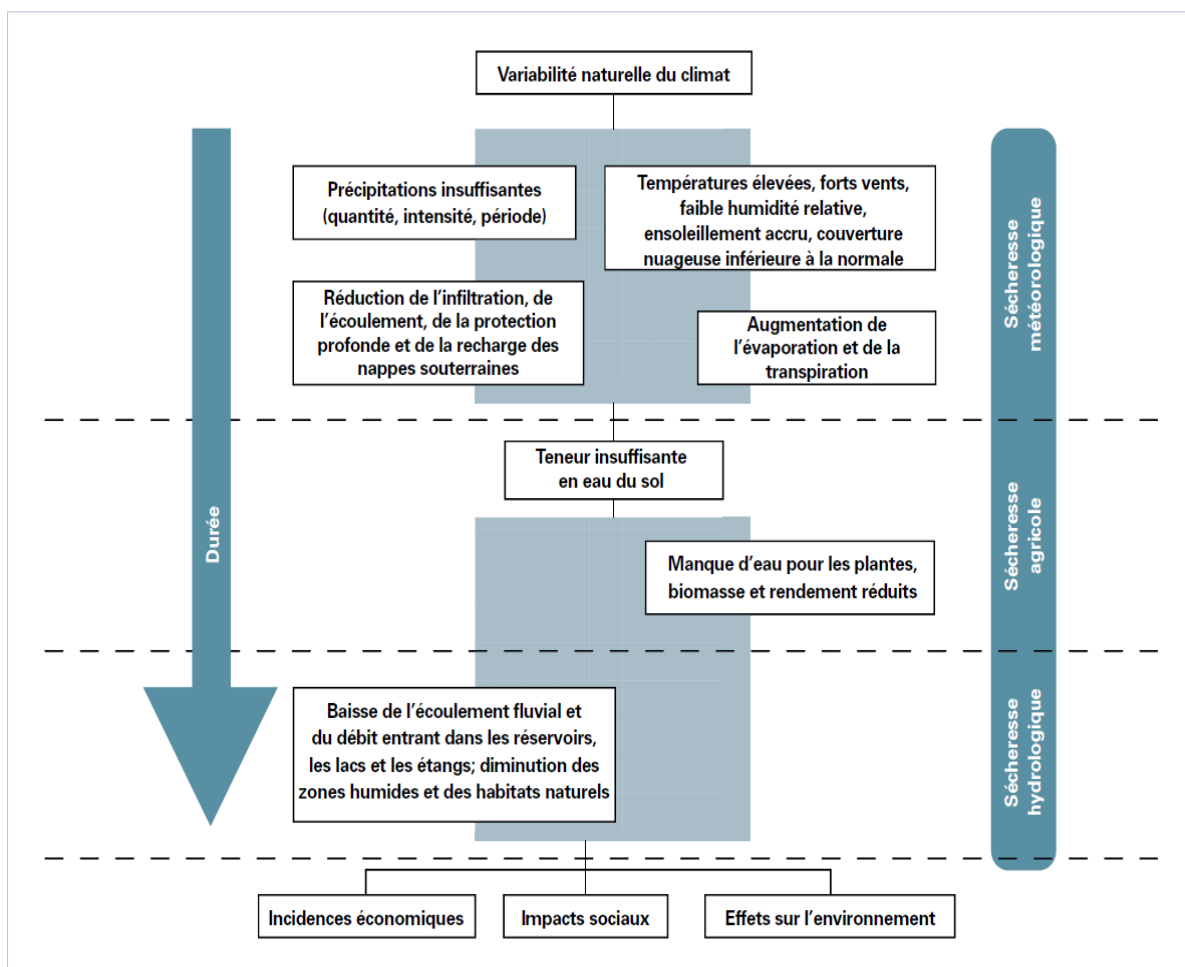 Variabilité naturelle du climat
Précipitations insuffisantes
(quantité, intensité, période)
Températures élevées, forts vents,
faible humidité relative,
ensoleillement accru, couverture
nuageuse inférieure à la normale
Réduction de l'infiltration, de
l'écoulement, de la protection
profonde et de la recharge des
nappes souterraines
Augmentation de
l'évaporation et de la
transpiration
Sécheresse
météorologique
Durée
Teneur insuffisante
en eau du sol
Manque d'eau pour les plantes,
biomasse et rendement réduits
Sécheresse
agricole
Baisse de l'écoulement fluvial et
du débit entrant dans les réservoirs,
les lacs et les étangs; diminution des
zones humides et des habitats naturels
Sécheresse
hydrologique
Incidences économiques
Impacts sociaux
Effets sur l'environnement